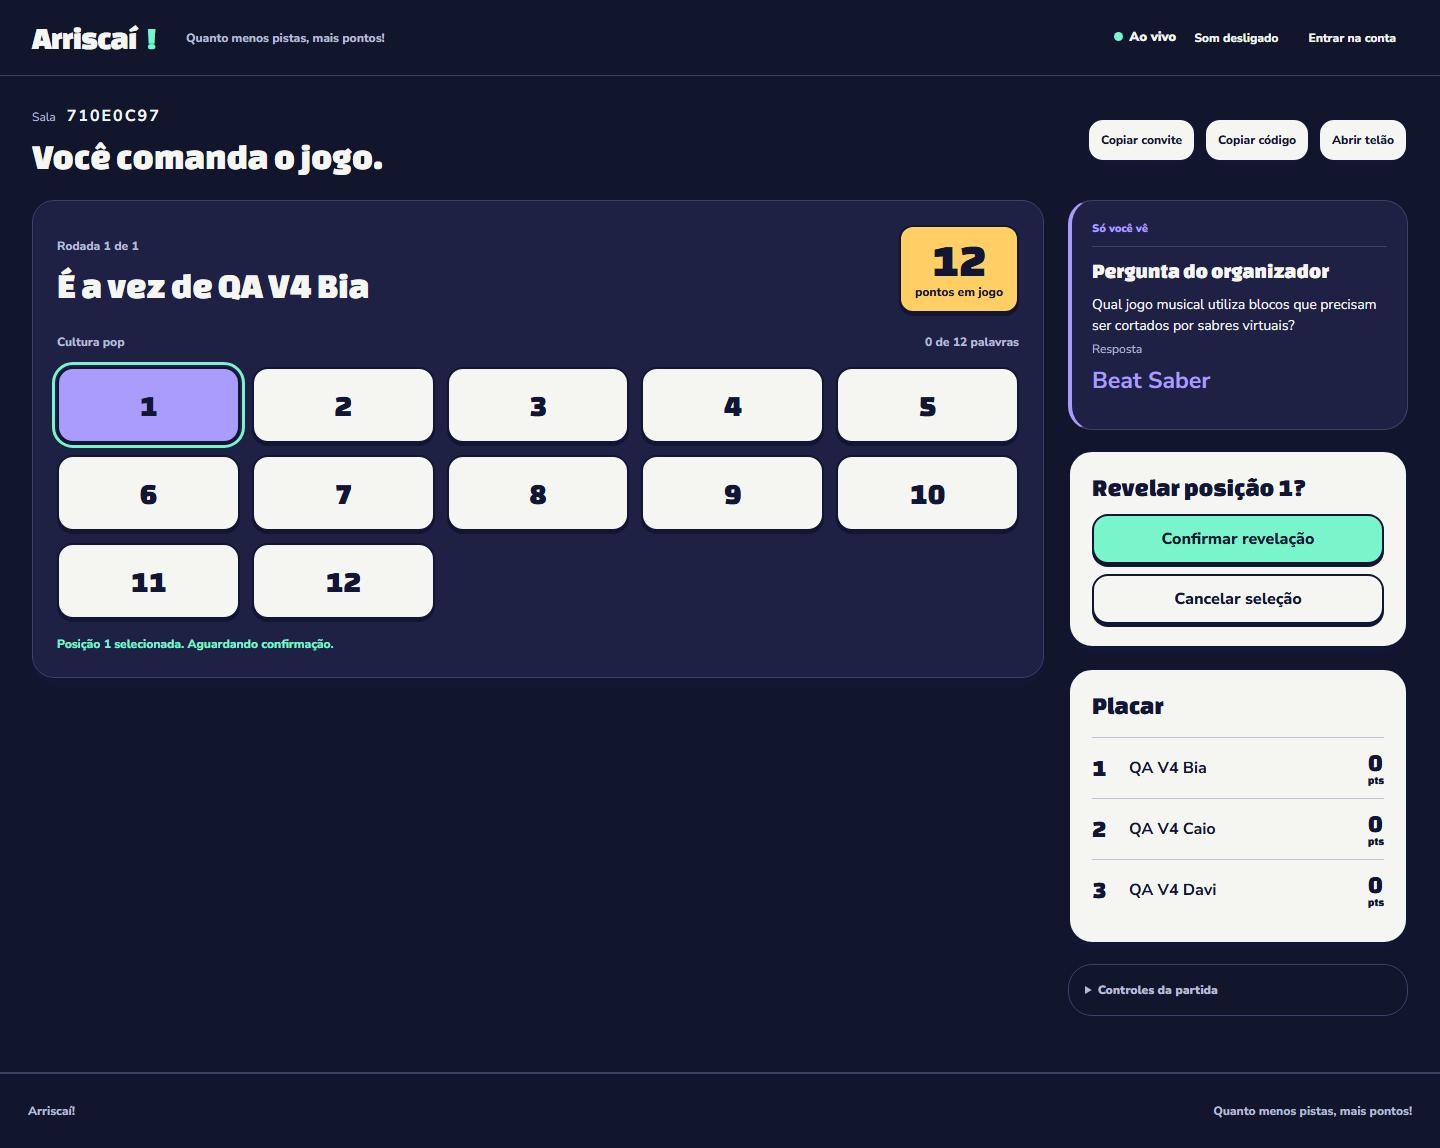 Arriscaí !
Quanto menos pistas, mais pontos!
Ao vivo
Som desligado
Entrar na conta
Sala 710E0C97
Você comanda o jogo.
Copiar convite
Copiar código
Abrir telão
Rodada 1 de 1
É a vez de QA V4 Bia
12
pontos em jogo
Cultura pop
0 de 12 palavras
1
2
3
4
5
6
7
8
9
10
11
12
Posição 1 selecionada. Aguardando confirmação.
Só você vê
Pergunta do organizador
Qual jogo musical utiliza blocos que precisam
ser cortados por sabres virtuais?
Resposta
Beat Saber
Revelar posição 1?
Confirmar revelação
Cancelar seleção
Placar
1 QA V4 Bia 0 pts
2 QA V4 Caio 0 pts
3 QA V4 Davi 0 pts
Controles da partida
Arriscaí!
Quanto menos pistas, mais pontos!